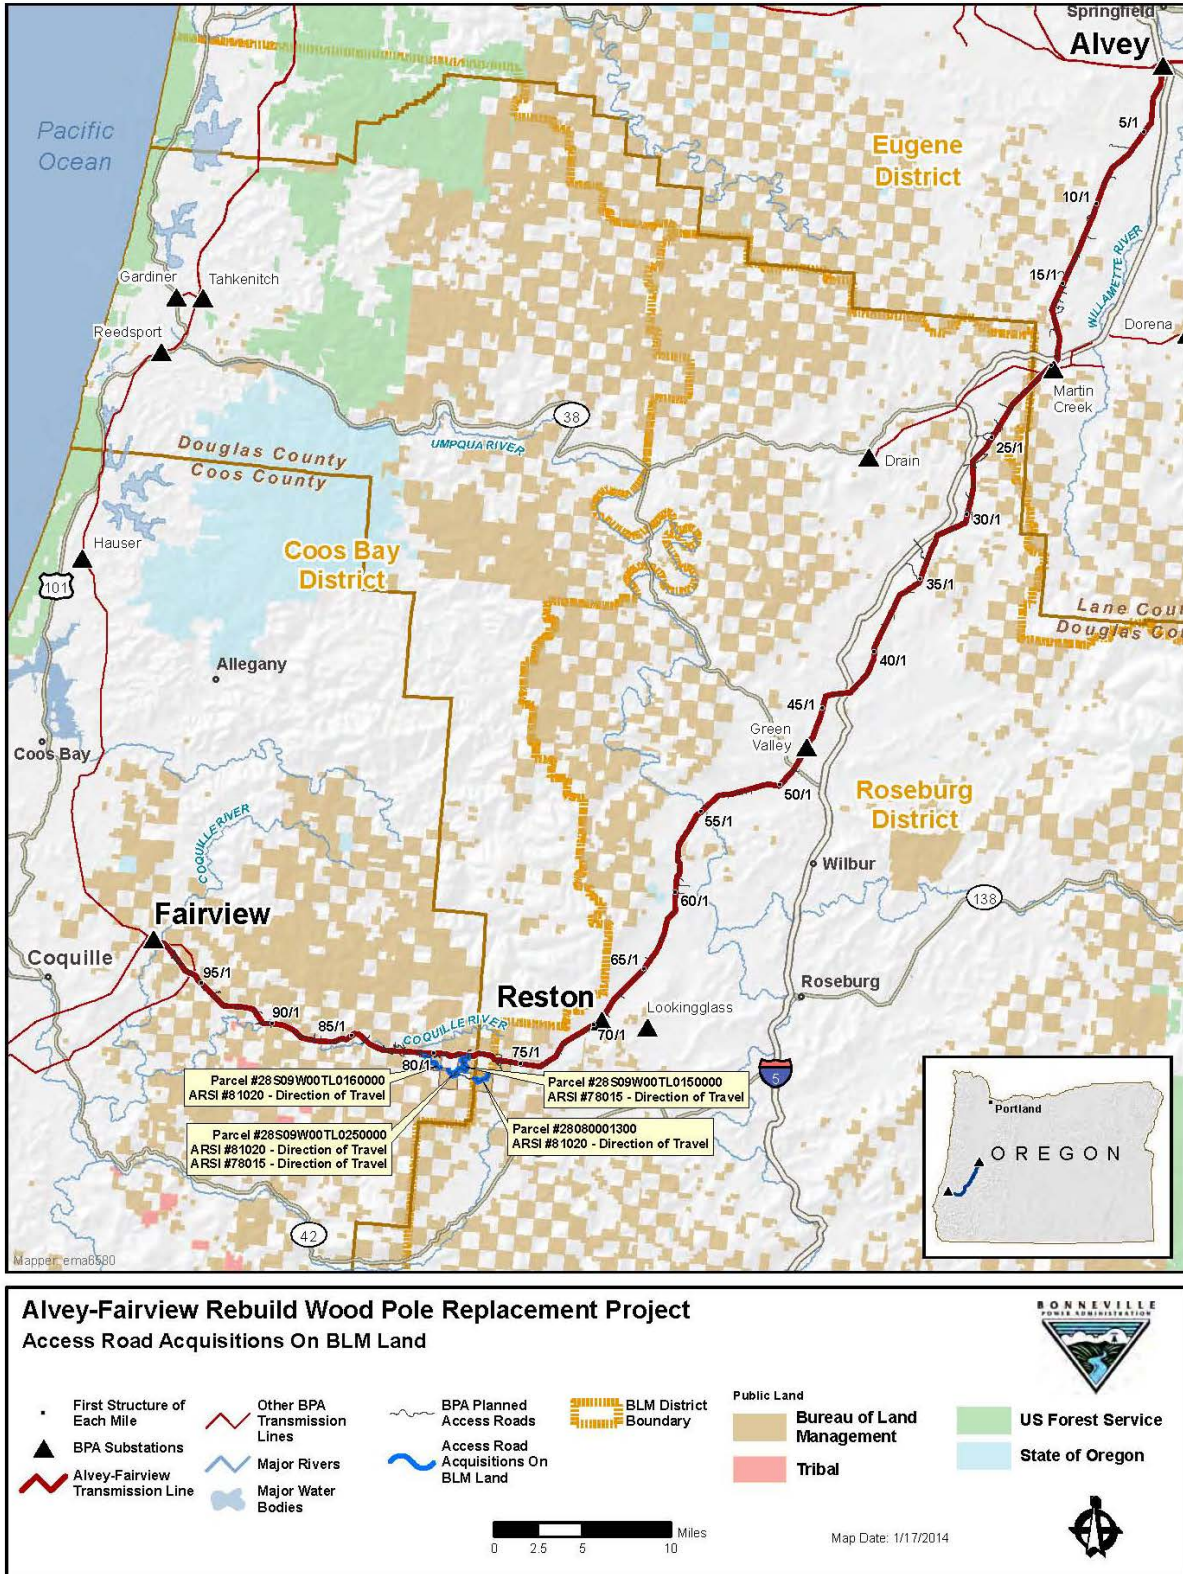 Springfield
Alvey
Pacific
Ocean
5/1
Eugene
District
10/1
WILLAMETTE RIVER
15/1
Gardiner
Tahkenitch
Reedsport
Dorena
Martin
Creek
38
UMPQUA RIVER
Douglas County
Coos County
25/1
Drain
30/1
Hauser
Coos Bay
District
101
35/1
Lane Coun
Douglas Cou
40/1
Allegany
45/1
Green
Valley
Coos Bay
50/1
Roseburg
District
55/1
COQUILLE RIVER
Wilbur
60/1
138
Fairview
Coquille
65/1
95/1
Roseburg
Reston
Lookingglass
90/1
85/1
COQUILLE RIVER
70/1
75/1
80/1
5
Parcel #28S09W00TL0160000
ARSI #81020 - Direction of Travel
Parcel #28S09W00TL0150000
ARSI #78015 - Direction of Travel
Parcel #28S09W00TL0250000
ARSI #81020 - Direction of Travel
ARSI #78015 - Direction of Travel
Parcel #28080001300
ARSI #81020 - Direction of Travel
Portland
OREGON
42
Mapper: ema6580
Alvey-Fairview Rebuild Wood Pole Replacement Project
Access Road Acquisitions On BLM Land
BONNEVILLE
POWER ADMINISTRATION
First Structure of
Each Mile
BPA Substations
Alvey-Fairview
Transmission Line
Other BPA
Transmission
Lines
Major Rivers
Major Water
Bodies
BPA Planned
Access Roads
Access Road
Acquisitions On
BLM Land
BLM District
Boundary
Public Land
Bureau of Land
Management
Tribal
US Forest Service
State of Oregon
Miles
0 2.5 5 10
Map Date: 1/17/2014